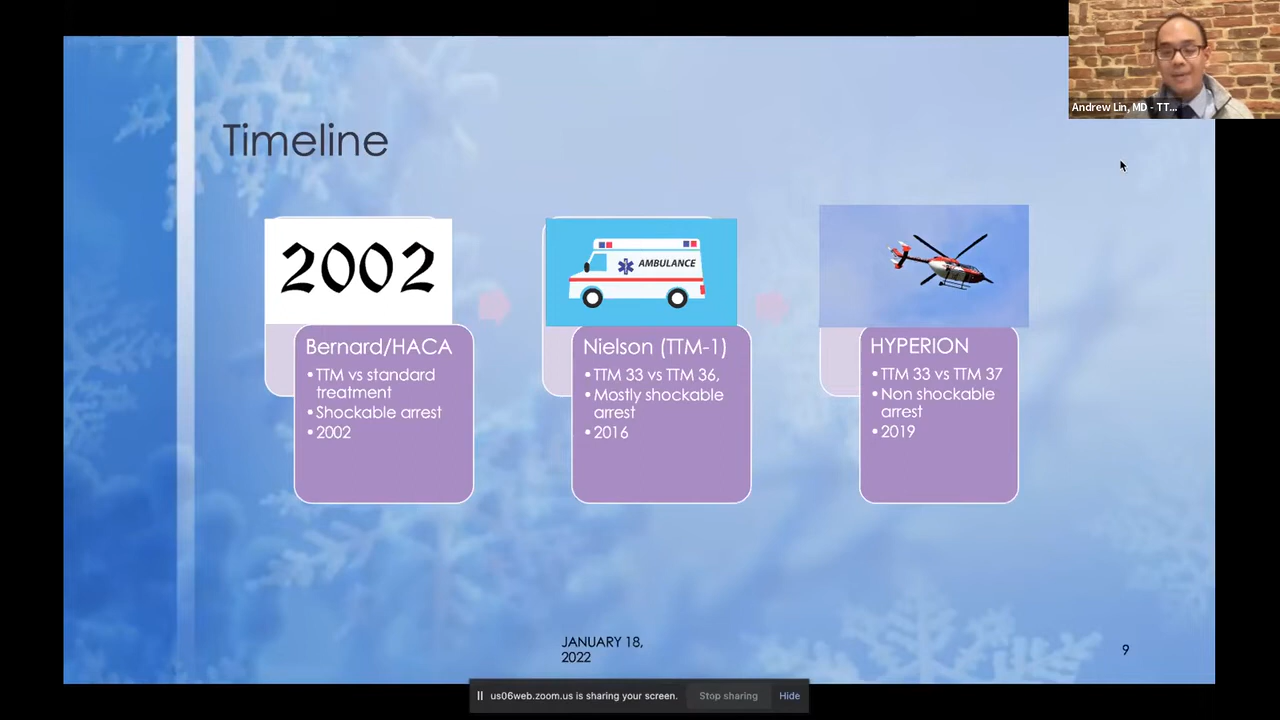 Andrew Lin, MD - TT...
Timeline
2002
Bernard/HACA
•TTM vs standard
treatment
•Shockable arrest
•2002
AMBULANCE
Nielson (TTM-1)
•TTM 33 vs TTM 36,
•Mostly shockable
arrest
•2016
HYPERION
•TTM 33 vs TTM 37
•Non shockable
arrest
•2019
JANUARY 18,
2022
9
us06web.zoom.us is sharing your screen.
Stop sharing
Hide